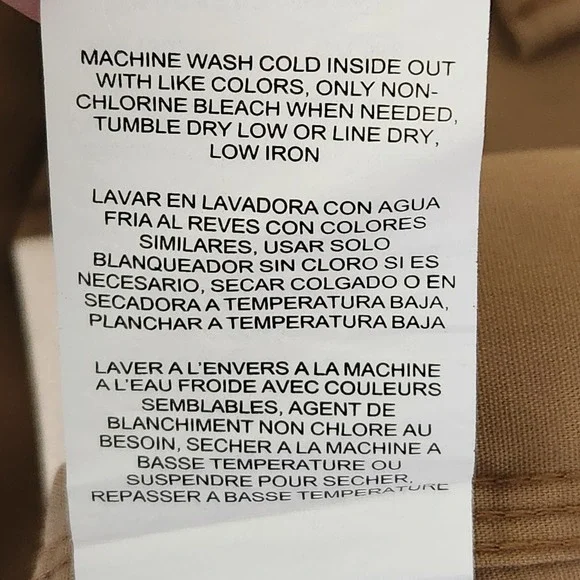 MACHINE WASH COLD INSIDE OUT
WITH LIKE COLORS, ONLY NON-
CHLORINE BLEACH WHEN NEEDED,
TUMBLE DRY LOW OR LINE DRY,
LOW IRON
LAVAR EN LAVADORA CON AGUA
FRIA AL REVES CON COLORES
SIMILARES, USAR SOLO
BLANQUEADOR SIN CLORO SI ES
NECESARIO, SECAR COLGADO O EN
SECADORA A TEMPERATURA BAJA,
PLANCHAR A TEMPERATURA BAJA
LAVER A L'ENVERS A LA MACHINE
A L'EAU FROIDE AVEC COULEURS
SEMBLABLES, AGENT DE
BLANCHIMENT NON CHLORE AU
BESOIN, SECHER A LA MACHINE A
BASSE TEMPERATURE OU
SUSPENDRE POUR SECHER,
REPASSER A BASSE TEMPERATURE